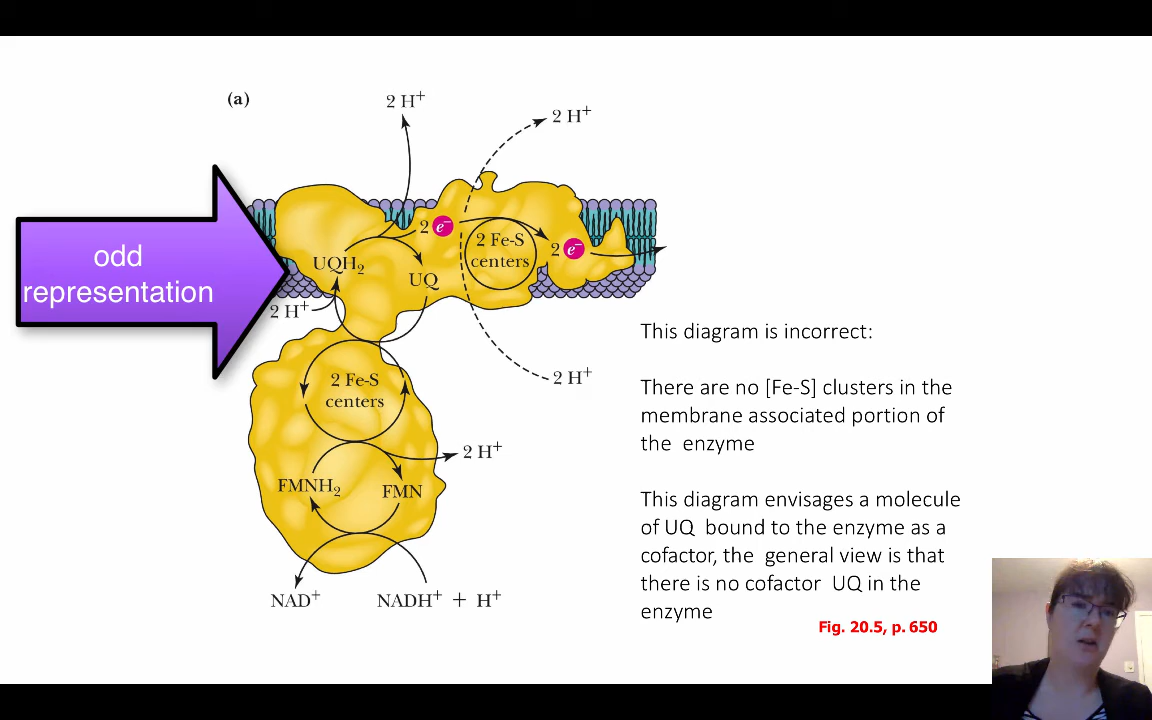 (a)
2 H⁺
2 H⁺
odd
representation
2 e⁻
2 Fe-S
centers
2 e⁻
UQH₂
UQ
2 H⁺
2 H⁺
2 Fe-S
centers
2 H⁺
FMNH₂
FMN
NAD⁺
NADH⁺ + H⁺
This diagram is incorrect:
There are no [Fe-S] clusters in the
membrane associated portion of
the enzyme
This diagram envisages a molecule
of UQ bound to the enzyme as a
cofactor, the general view is that
there is no cofactor UQ in the
enzyme
Fig. 20.5, p. 650